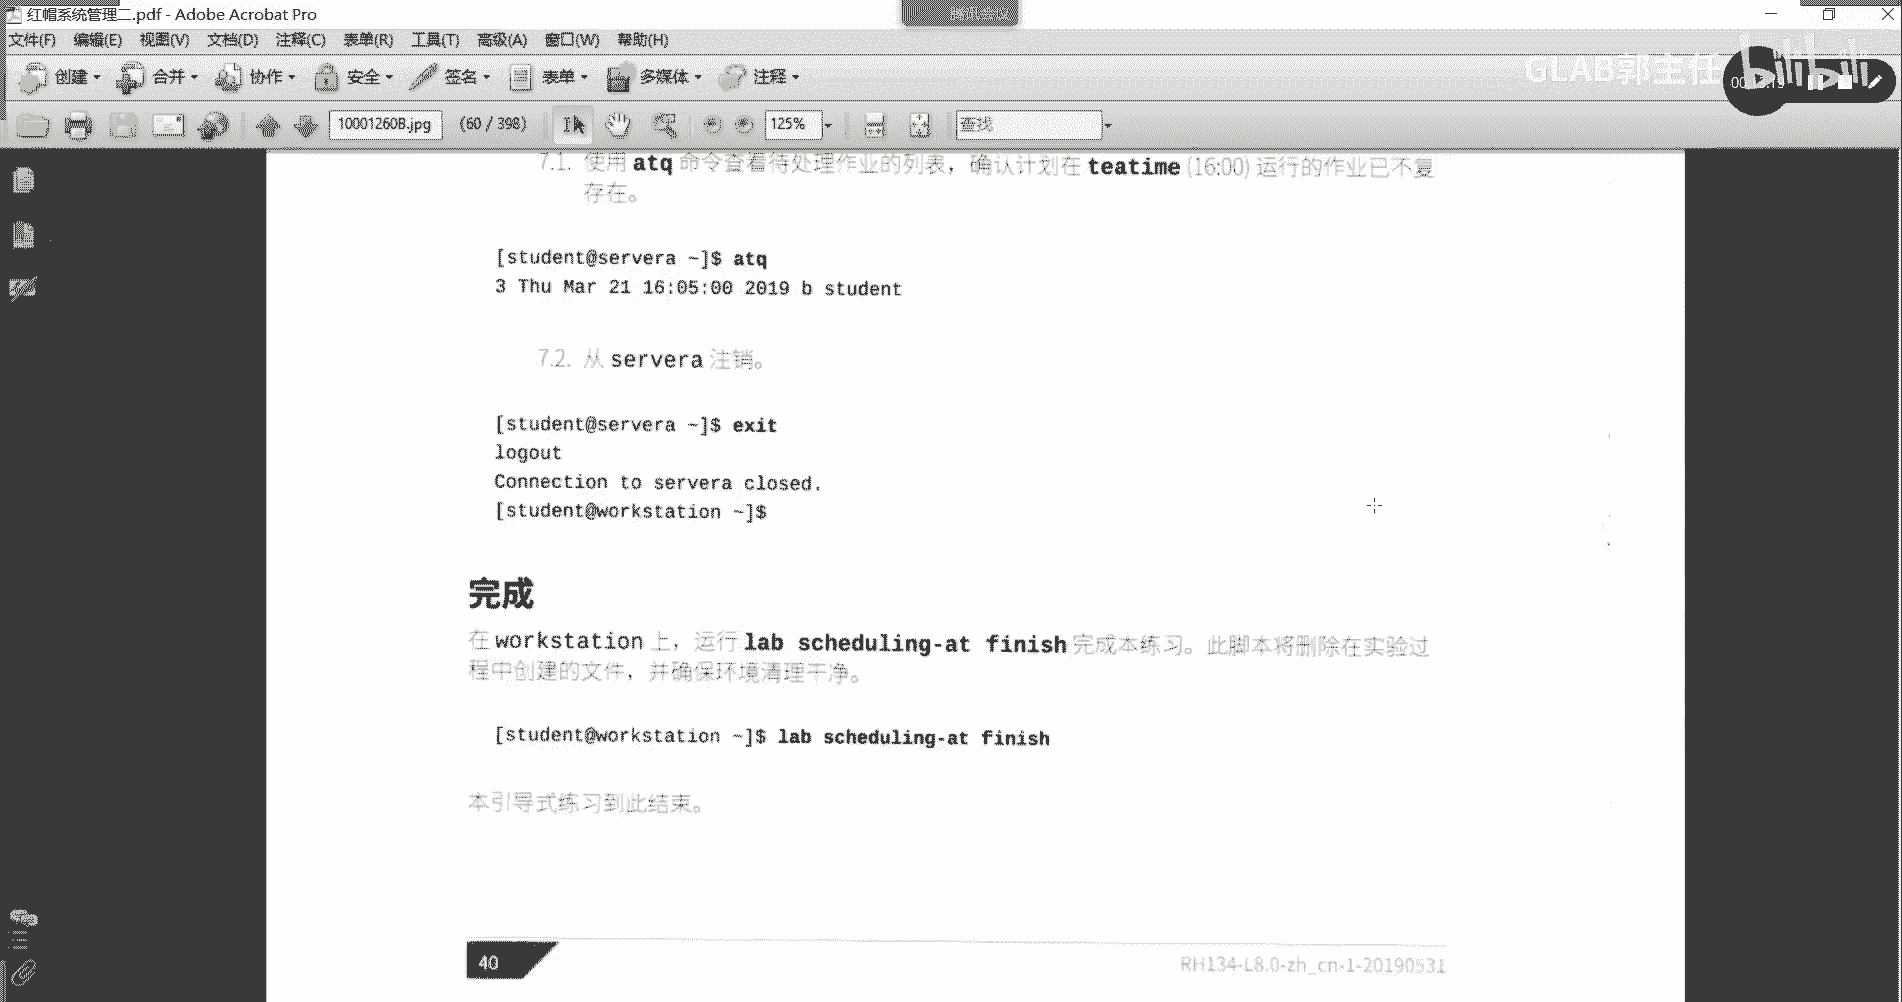 红帽系统管理二.pdf - Adobe Acrobat Pro
腾讯会议
文件(F) 编辑(E) 视图(V) 文档(D) 注释(C) 表单(R) 工具(T) 高级(A) 窗口(W) 帮助(H)
GLAB郭主任 bilibili
创建 合并 协作 安全 签名 表单 多媒体 注释
10001260B.jpg (60 / 398) 125% 查找
7.1. 使用 atq 命令查看待处理作业的列表，确认计划在 teatime (16:00) 运行的作业已不复
存在。
[student@servera ~]$ atq
3 Thu Mar 21 16:05:00 2019 b student
7.2. 从 servera 注销。
[student@servera ~]$ exit
logout
Connection to servera closed.
[student@workstation ~]$
完成
在 workstation 上，运行 lab scheduling-at finish 完成本练习。此脚本将删除在实验过
程中创建的文件，并确保环境清理干净。
[student@workstation ~]$ lab scheduling-at finish
本引导式练习到此结束。
40 RH134-L8.0-zh_cn-1-20190531